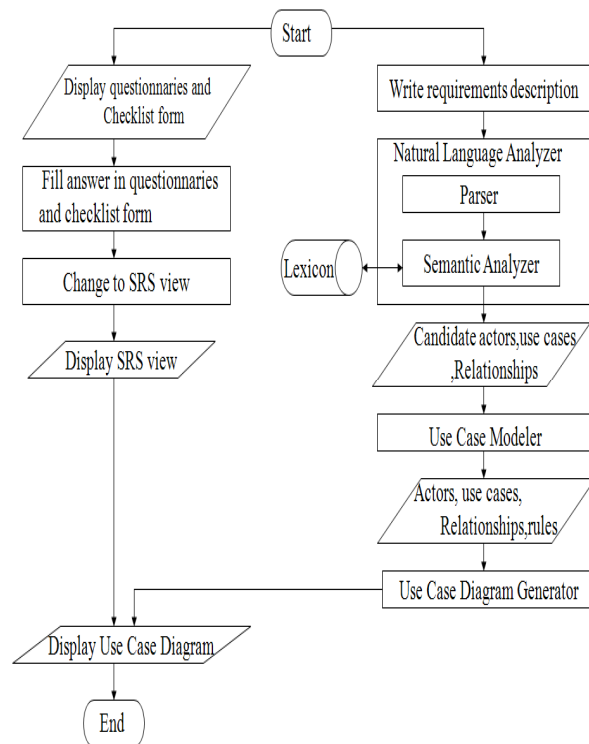 Start
Display questionnaries and
Checklist form
Fill answer in questionnaries
and checklist form
Change to SRS view
Display SRS view
Write requirements description
Natural Language Analyzer
Parser
Semantic Analyzer
Lexicon
Candidate actors,use cases
,Relationships
Use Case Modeler
Actors, use cases,
Relationships,rules
Use Case Diagram Generator
Display Use Case Diagram
End